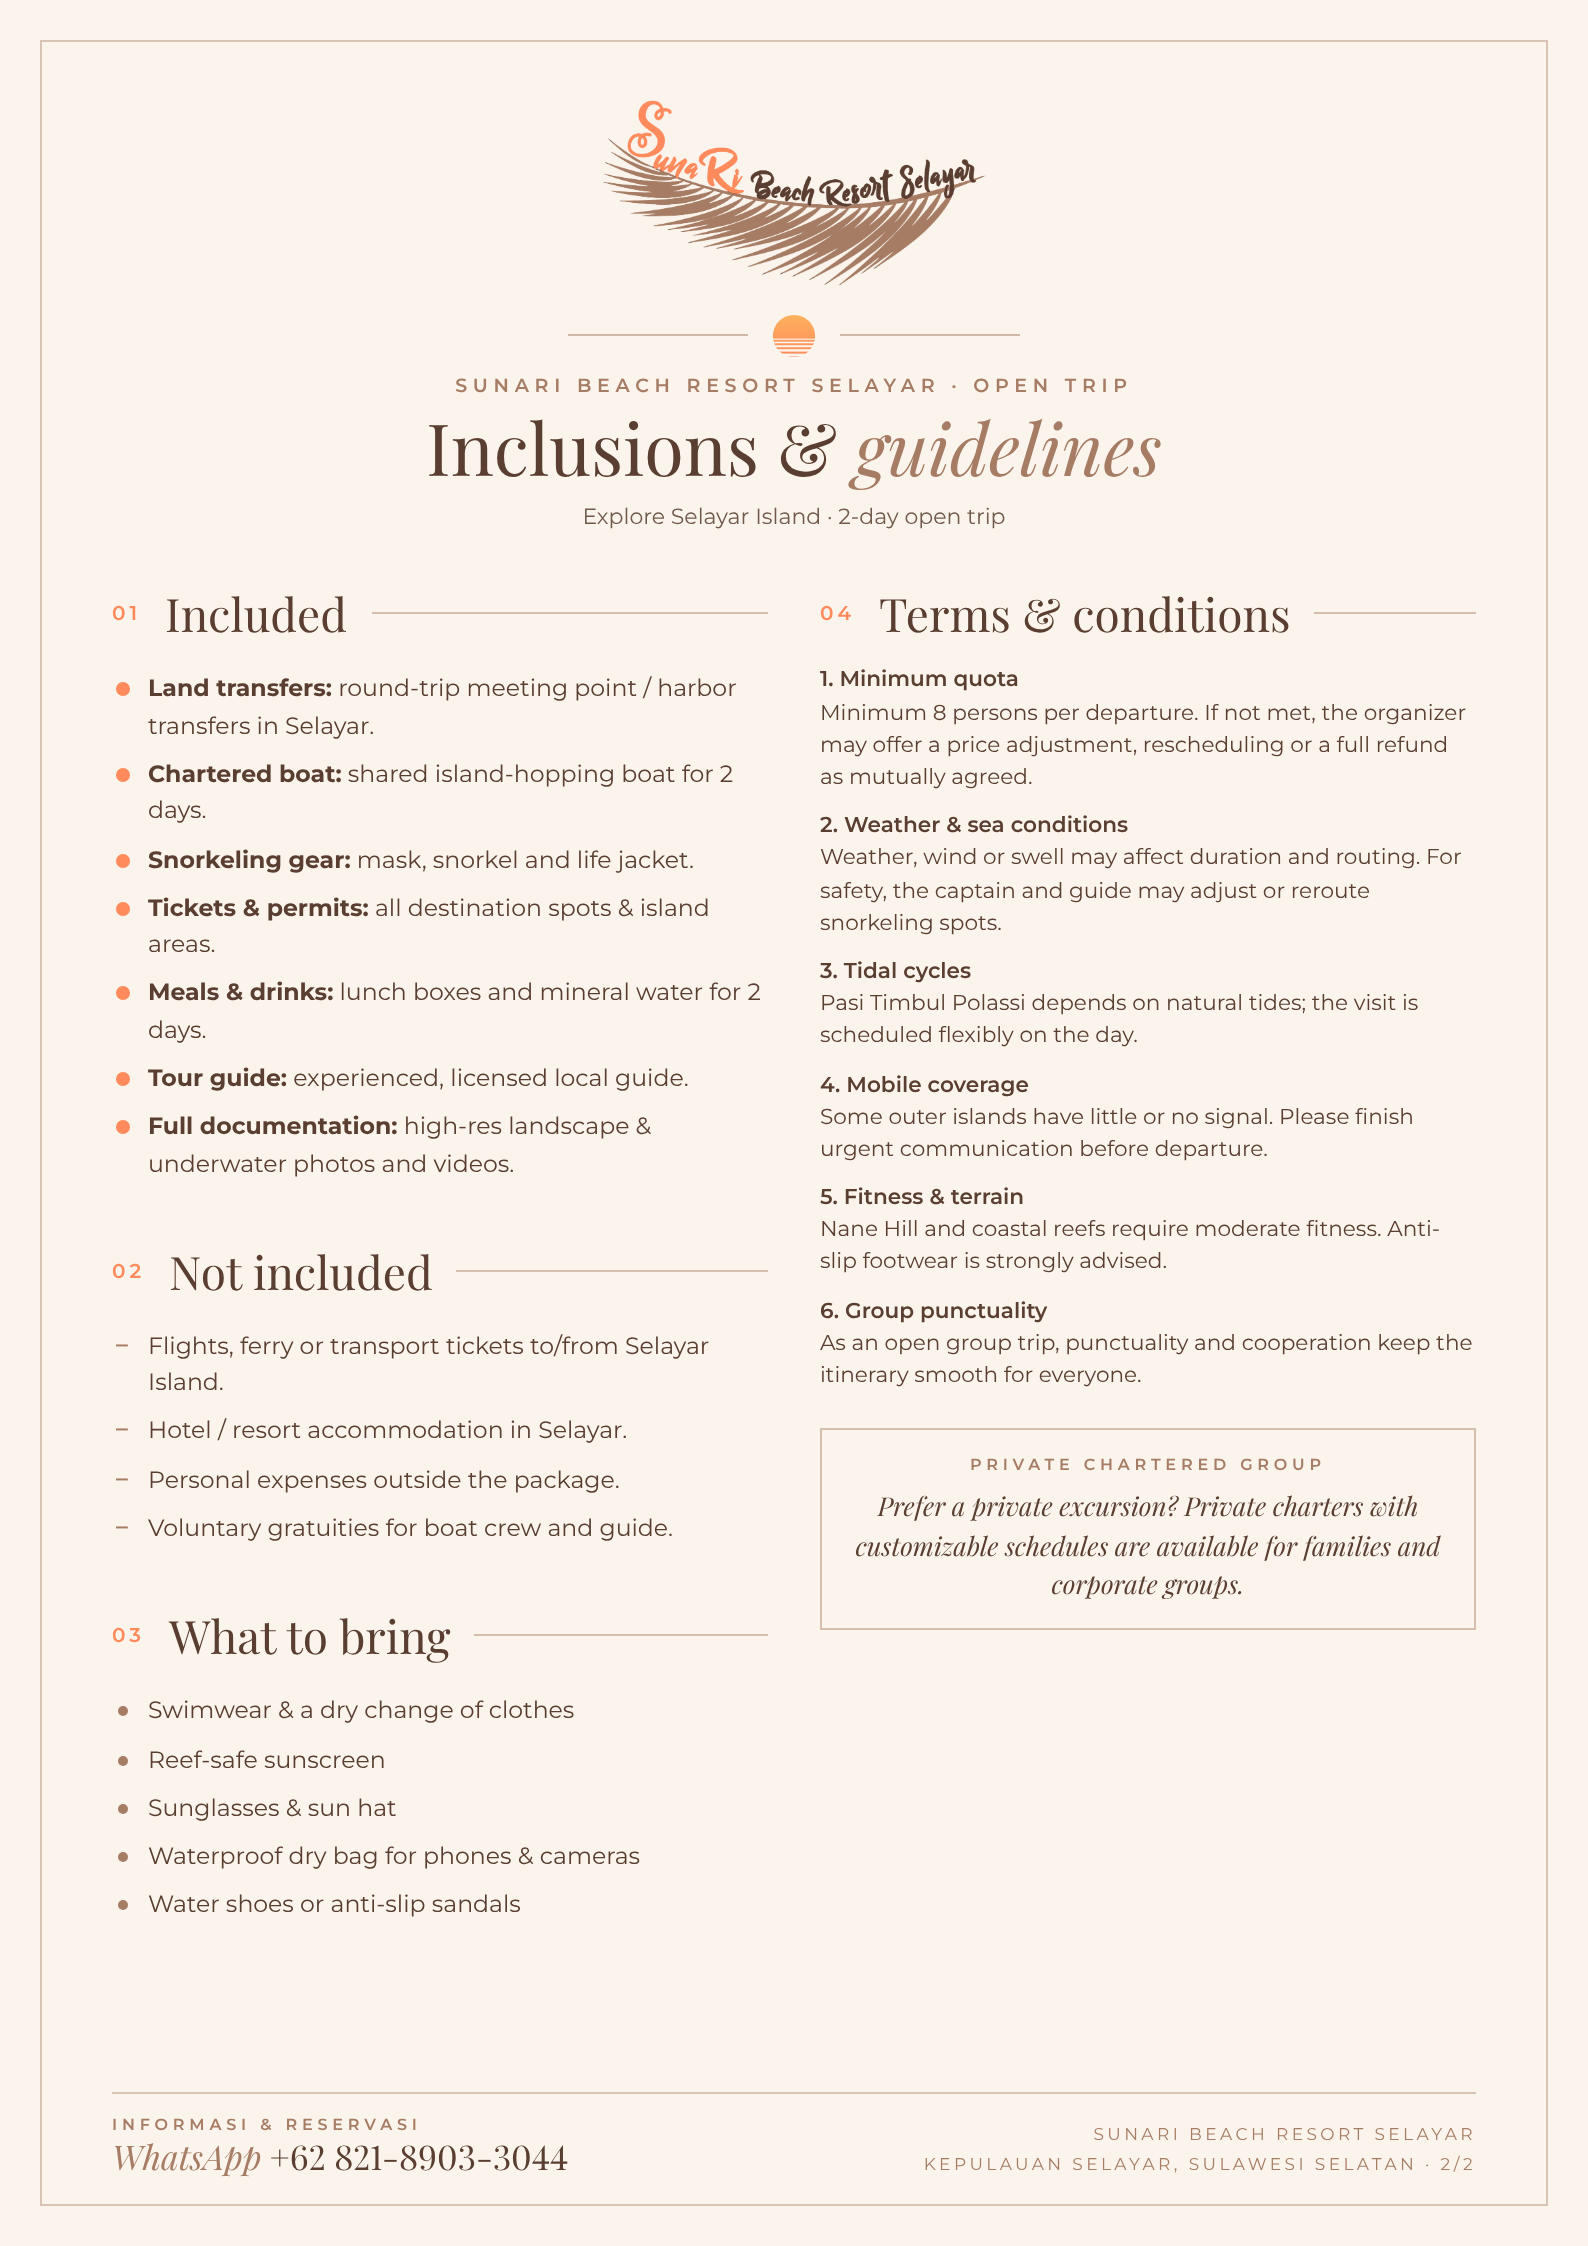 SunaRi Beach Resort Selayar
SUNARI BEACH RESORT SELAYAR · OPEN TRIP
Inclusions & guidelines
Explore Selayar Island · 2-day open trip
01 Included
Land transfers: round-trip meeting point / harbor
transfers in Selayar.
Chartered boat: shared island-hopping boat for 2
days.
Snorkeling gear: mask, snorkel and life jacket.
Tickets & permits: all destination spots & island
areas.
Meals & drinks: lunch boxes and mineral water for 2
days.
Tour guide: experienced, licensed local guide.
Full documentation: high-res landscape &
underwater photos and videos.
02 Not included
– Flights, ferry or transport tickets to/from Selayar
Island.
– Hotel / resort accommodation in Selayar.
– Personal expenses outside the package.
– Voluntary gratuities for boat crew and guide.
03 What to bring
Swimwear & a dry change of clothes
Reef-safe sunscreen
Sunglasses & sun hat
Waterproof dry bag for phones & cameras
Water shoes or anti-slip sandals
04 Terms & conditions
1. Minimum quota
Minimum 8 persons per departure. If not met, the organizer
may offer a price adjustment, rescheduling or a full refund
as mutually agreed.
2. Weather & sea conditions
Weather, wind or swell may affect duration and routing. For
safety, the captain and guide may adjust or reroute
snorkeling spots.
3. Tidal cycles
Pasi Timbul Polassi depends on natural tides; the visit is
scheduled flexibly on the day.
4. Mobile coverage
Some outer islands have little or no signal. Please finish
urgent communication before departure.
5. Fitness & terrain
Nane Hill and coastal reefs require moderate fitness. Anti-
slip footwear is strongly advised.
6. Group punctuality
As an open group trip, punctuality and cooperation keep the
itinerary smooth for everyone.
PRIVATE CHARTERED GROUP
Prefer a private excursion? Private charters with
customizable schedules are available for families and
corporate groups.
INFORMASI & RESERVASI
WhatsApp +62 821-8903-3044
SUNARI BEACH RESORT SELAYAR
KEPULAUAN SELAYAR, SULAWESI SELATAN · 2/2